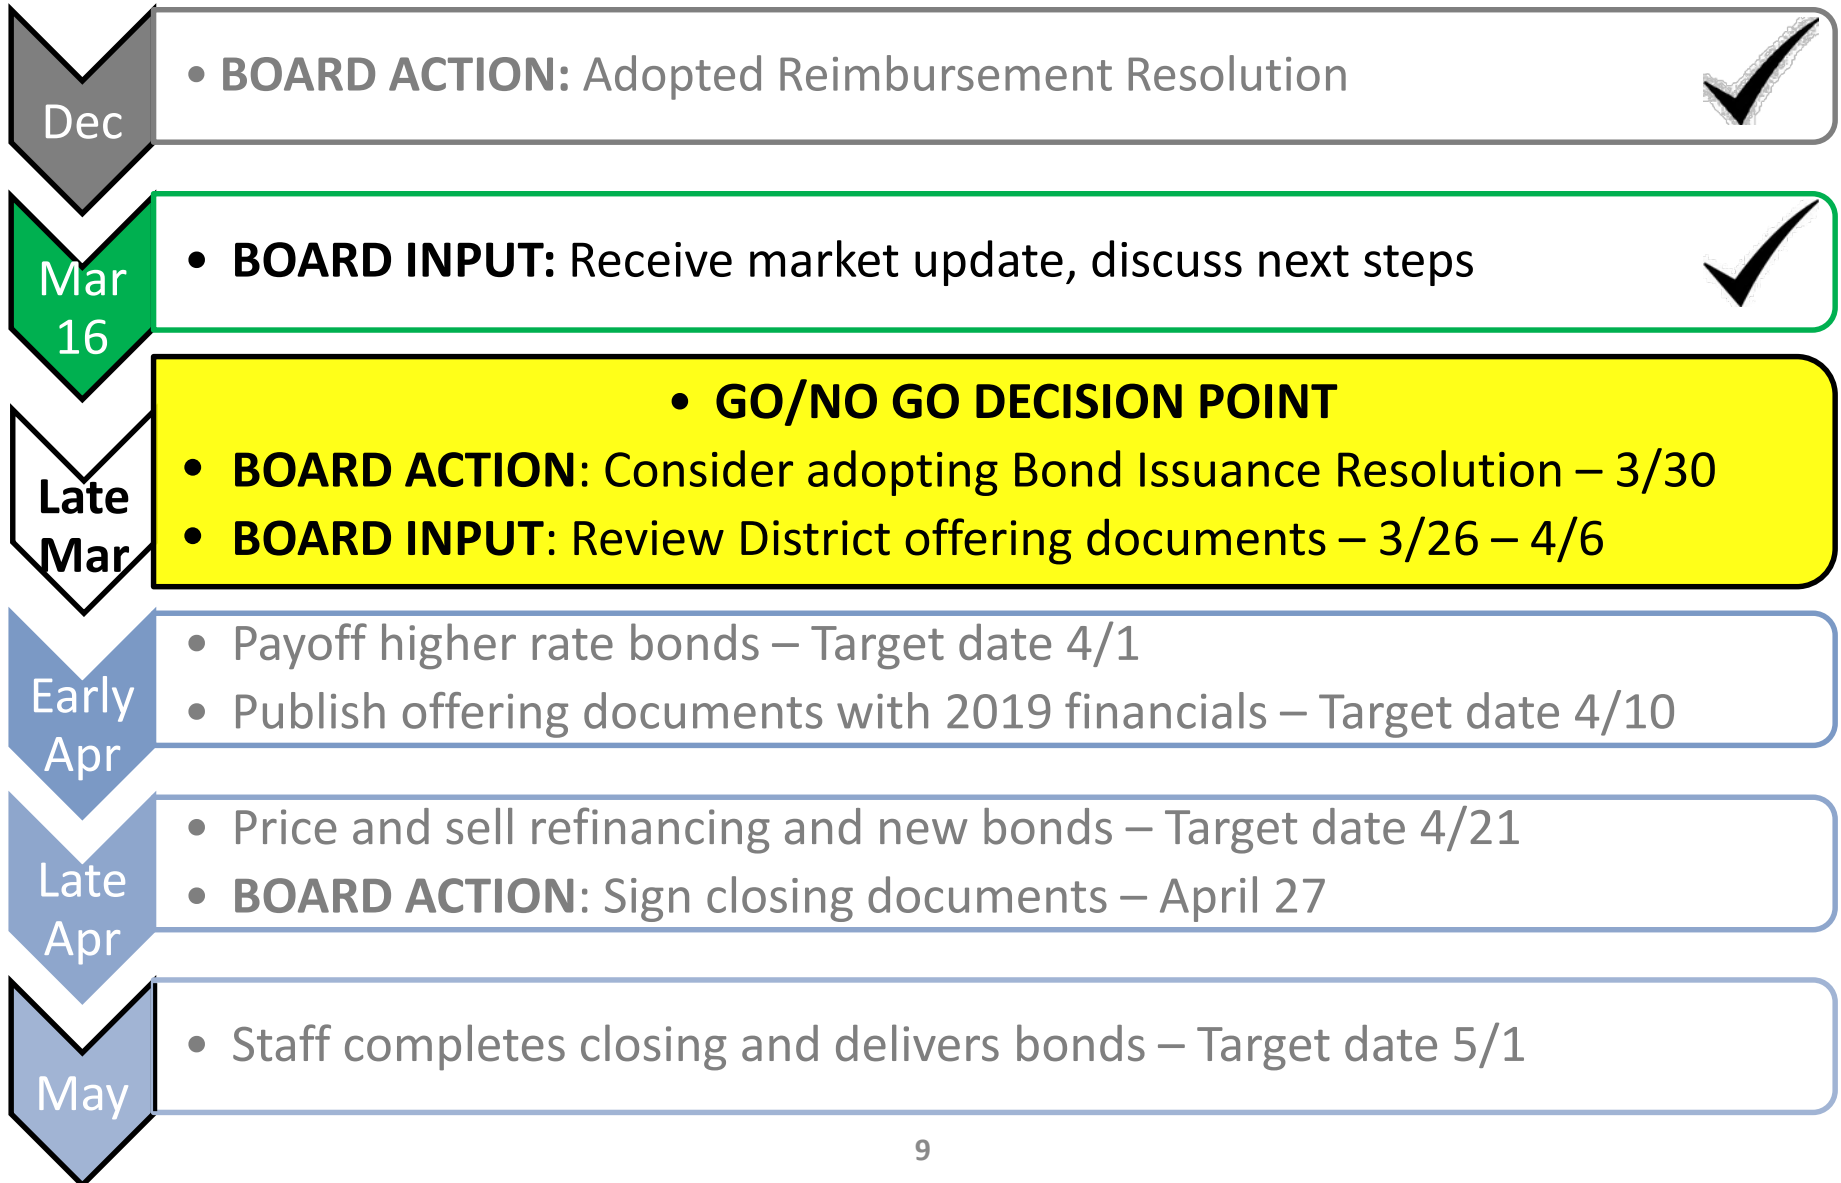 Dec
• BOARD ACTION: Adopted Reimbursement Resolution
Mar
16
• BOARD INPUT: Receive market update, discuss next steps
Late
Mar
• GO/NO GO DECISION POINT
• BOARD ACTION: Consider adopting Bond Issuance Resolution – 3/30
• BOARD INPUT: Review District offering documents – 3/26 – 4/6
Early
Apr
• Payoff higher rate bonds – Target date 4/1
• Publish offering documents with 2019 financials – Target date 4/10
Late
Apr
• Price and sell refinancing and new bonds – Target date 4/21
• BOARD ACTION: Sign closing documents – April 27
May
• Staff completes closing and delivers bonds – Target date 5/1
9